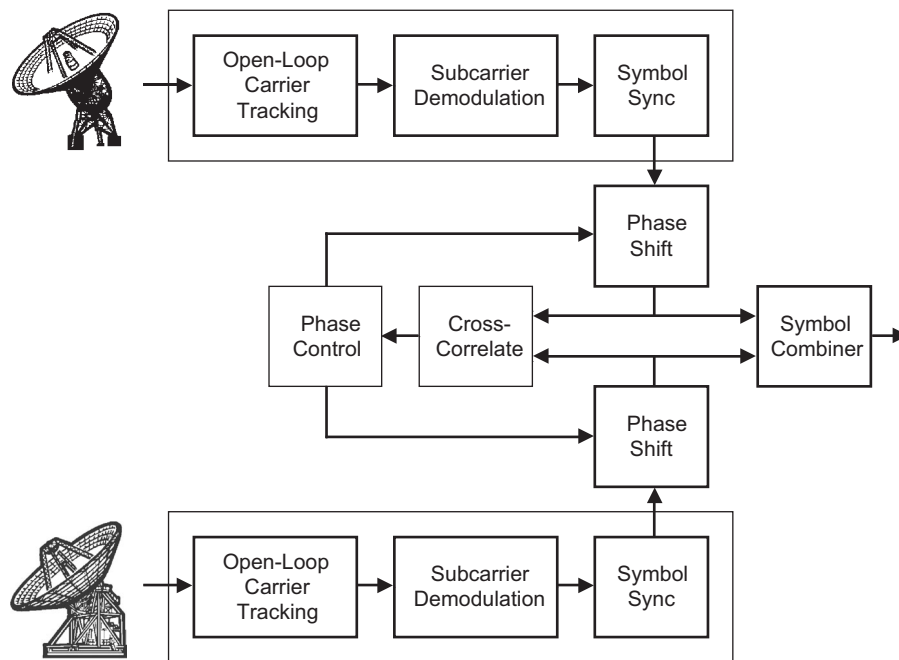 Open-Loop
Carrier
Tracking
Subcarrier
Demodulation
Symbol
Sync
Phase
Shift
Phase
Control
Cross-
Correlate
Symbol
Combiner
Phase
Shift
Open-Loop
Carrier
Tracking
Subcarrier
Demodulation
Symbol
Sync